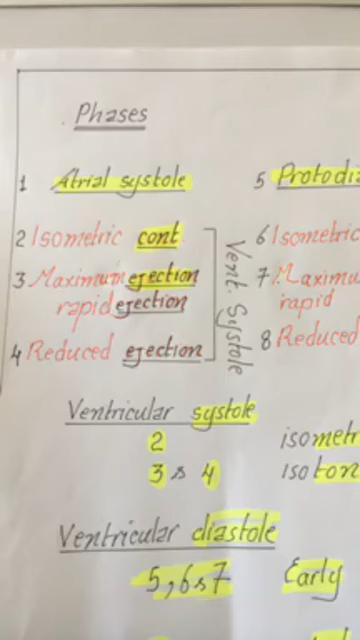 Phases
1 Atrial systole
2 Isometric cont.
3 Maximum ejection
rapid ejection
4 Reduced ejection
Vent. Systole
5 Protodia
6 Isometric
7 Maximu
rapid
8 Reduced
Ventricular systole
2 isomet
3 & 4 isoton
Ventricular diastole
5, 6 & 7 Early